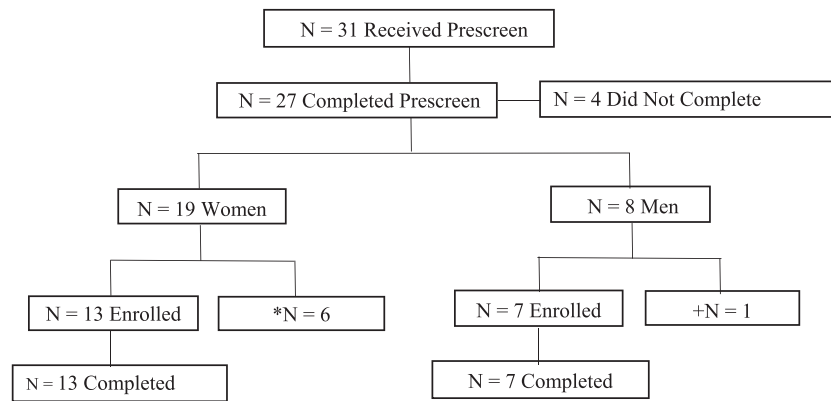 N = 31 Received Prescreen
N = 27 Completed Prescreen
N = 4 Did Not Complete
N = 19 Women
N = 8 Men
N = 13 Enrolled
*N = 6
N = 7 Enrolled
+N = 1
N = 13 Completed
N = 7 Completed